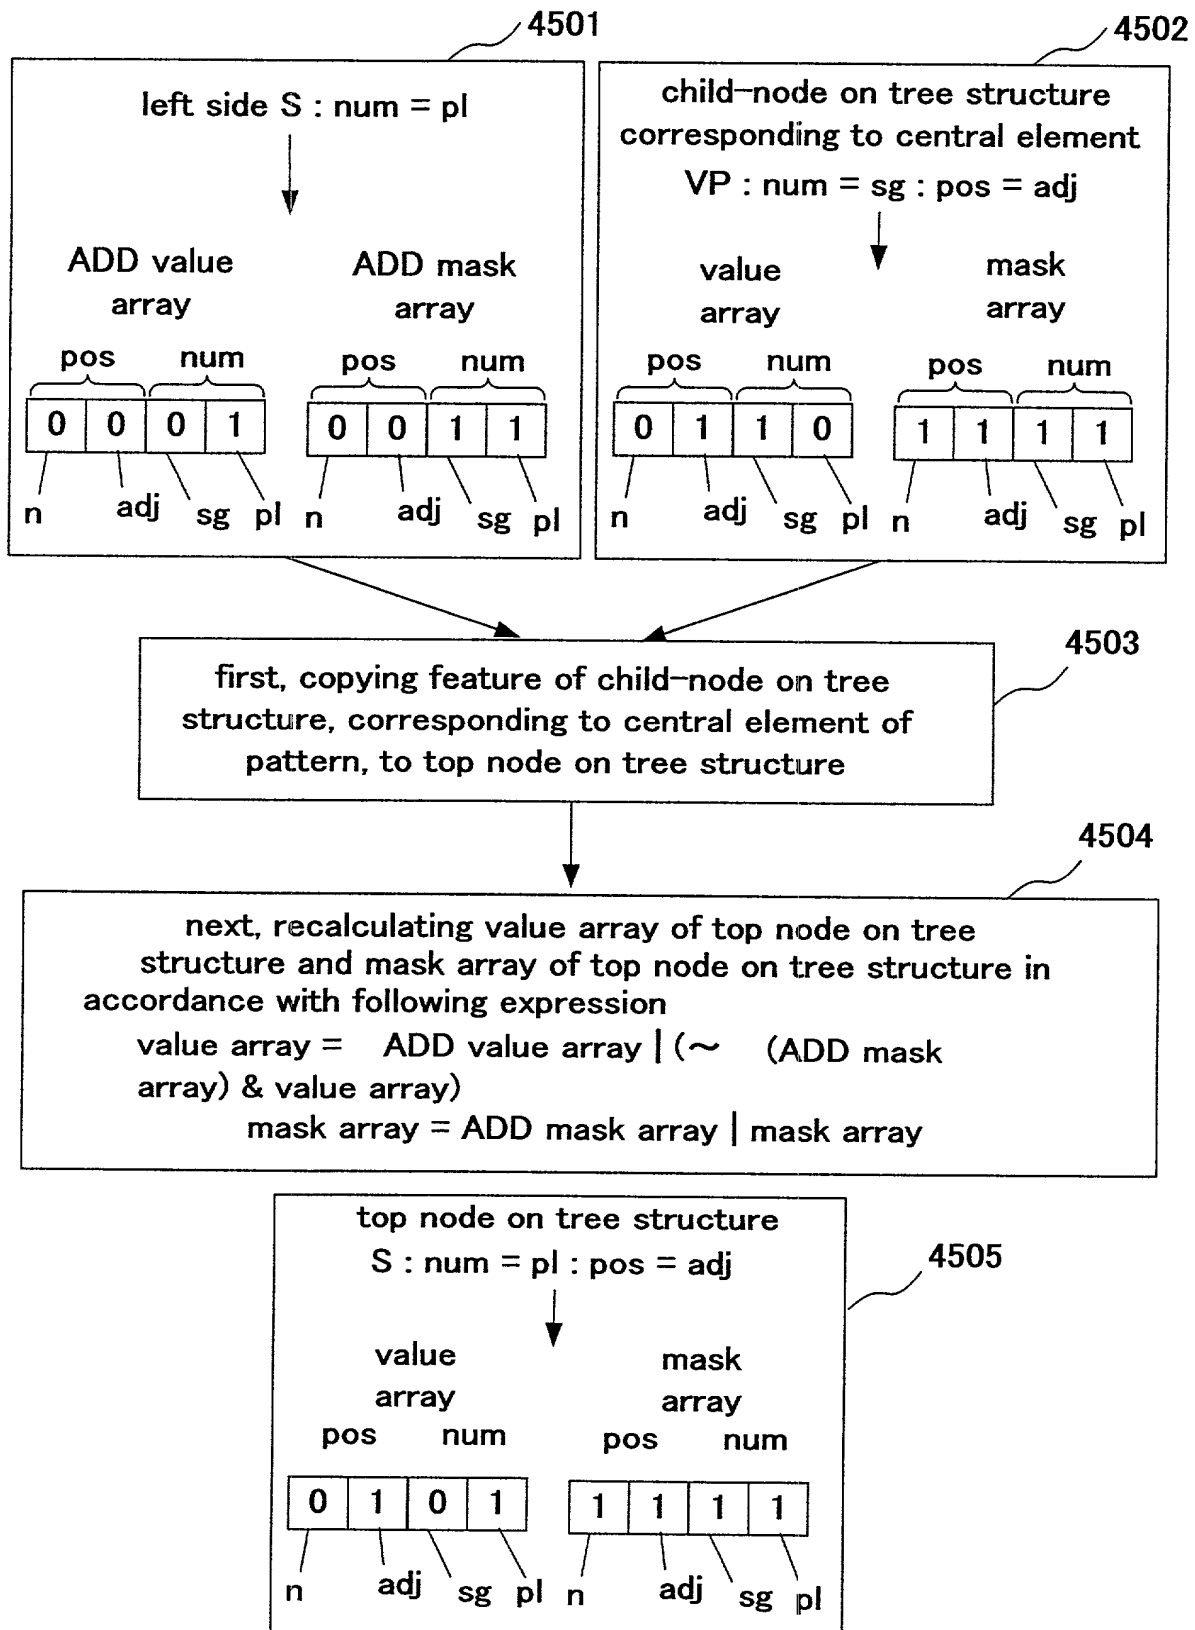 4501
left side S : num = pl
ADD value
array
ADD mask
array
pos num
pos num
0 0 0 1
0 0 1 1
n adj sg pl
n adj sg pl
4502
child-node on tree structure
corresponding to central element
VP : num = sg : pos = adj
value
array
mask
array
pos num
pos num
0 1 1 0
1 1 1 1
n adj sg pl
n adj sg pl
4503
first, copying feature of child-node on tree
structure, corresponding to central element of
pattern, to top node on tree structure
4504
next, recalculating value array of top node on tree
structure and mask array of top node on tree structure in
accordance with following expression
value array = ADD value array | (~ (ADD mask
array) & value array)
mask array = ADD mask array | mask array
4505
top node on tree structure
S : num = pl : pos = adj
value
array
mask
array
pos num
pos num
0 1 0 1
1 1 1 1
n adj sg pl
n adj sg pl